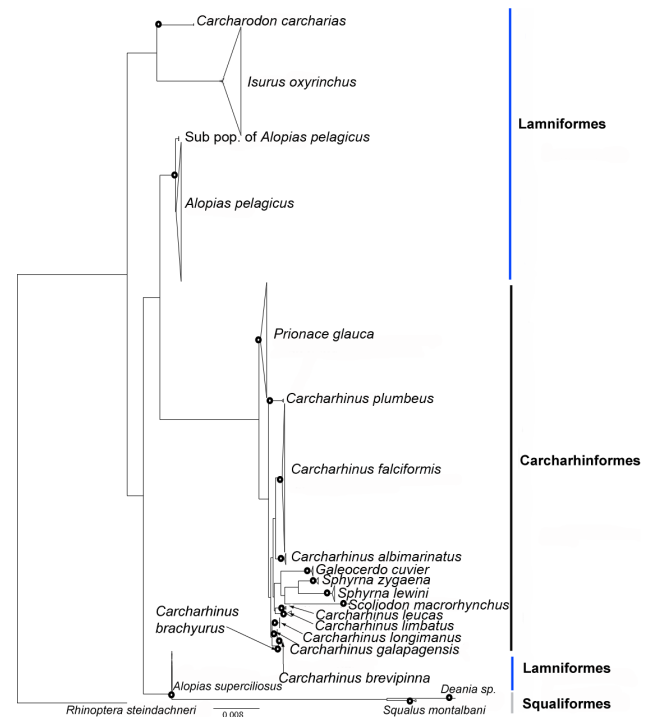 Carcharodon carcharias
Isurus oxyrinchus
Lamniformes
Sub pop. of Alopias pelagicus
Alopias pelagicus
Prionace glauca
Carcharhinus plumbeus
Carcharhinus falciformis
Carcharhinformes
Carcharhinus albimarinatus
Galeocerdo cuvier
Sphyrna zygaena
Sphyrna lewini
Scoliodon macrorhynchus
Carcharhinus leucas
Carcharhinus limbatus
Carcharhinus longimanus
Carcharhinus galapagensis
Carcharhinus
brachyurus
Carcharhinus brevipinna
Lamniformes
Alopias superciliosus
Deania sp.
Squaliformes
Rhinoptera steindachneri
0.008
Squalus montalbani